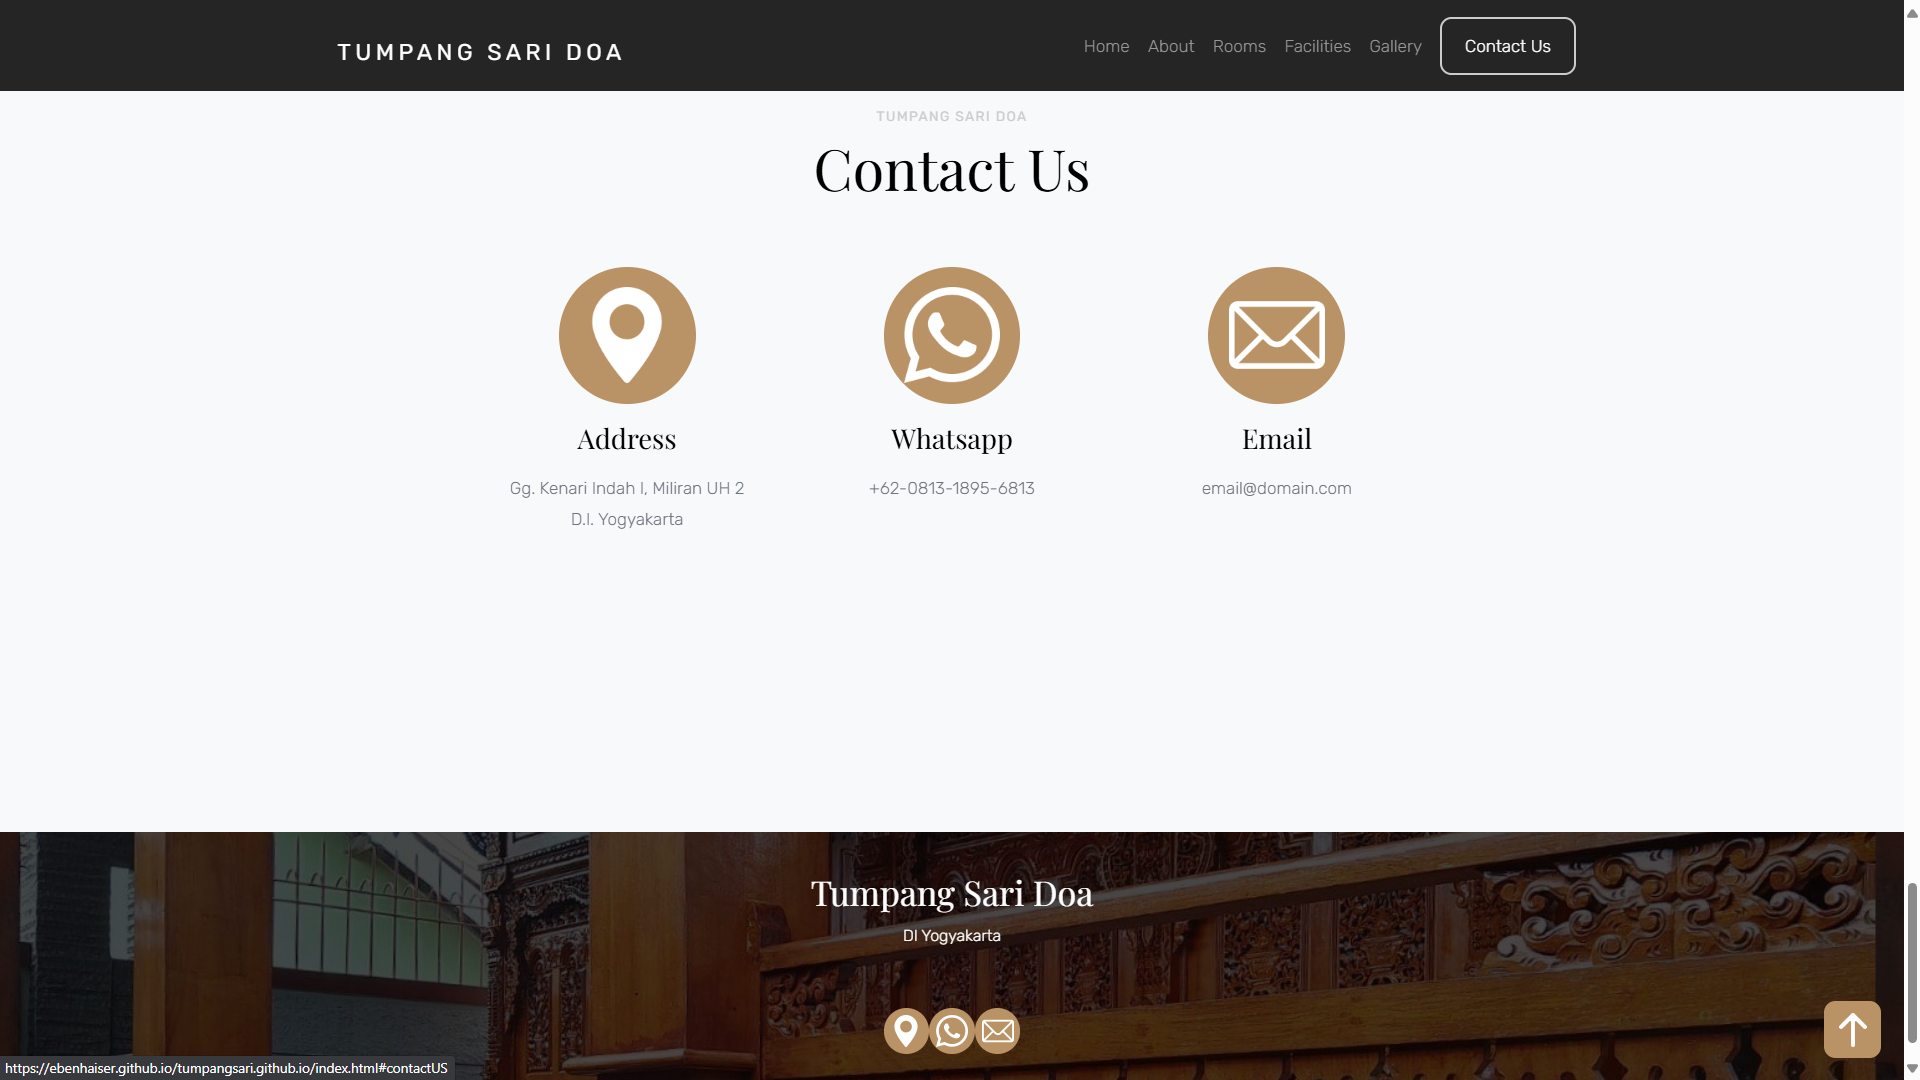 TUMPANG SARI DOA
Home About Rooms Facilities Gallery Contact Us
TUMPANG SARI DOA
Contact Us
Address
Gg. Kenari Indah I, Miliran UH 2
D.I. Yogyakarta
Whatsapp
+62-0813-1895-6813
Email
email@domain.com
Tumpang Sari Doa
DI Yogyakarta
https://ebenhaiser.github.io/tumpangsari.github.io/index.html#contactUS